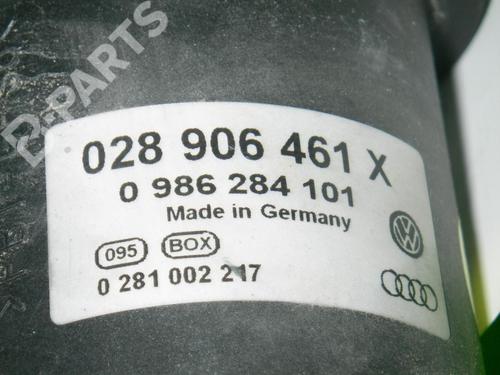 B-PARTS
028 906 461 X
0 986 284 101
Made in Germany
095 BOX
0 281 002 217